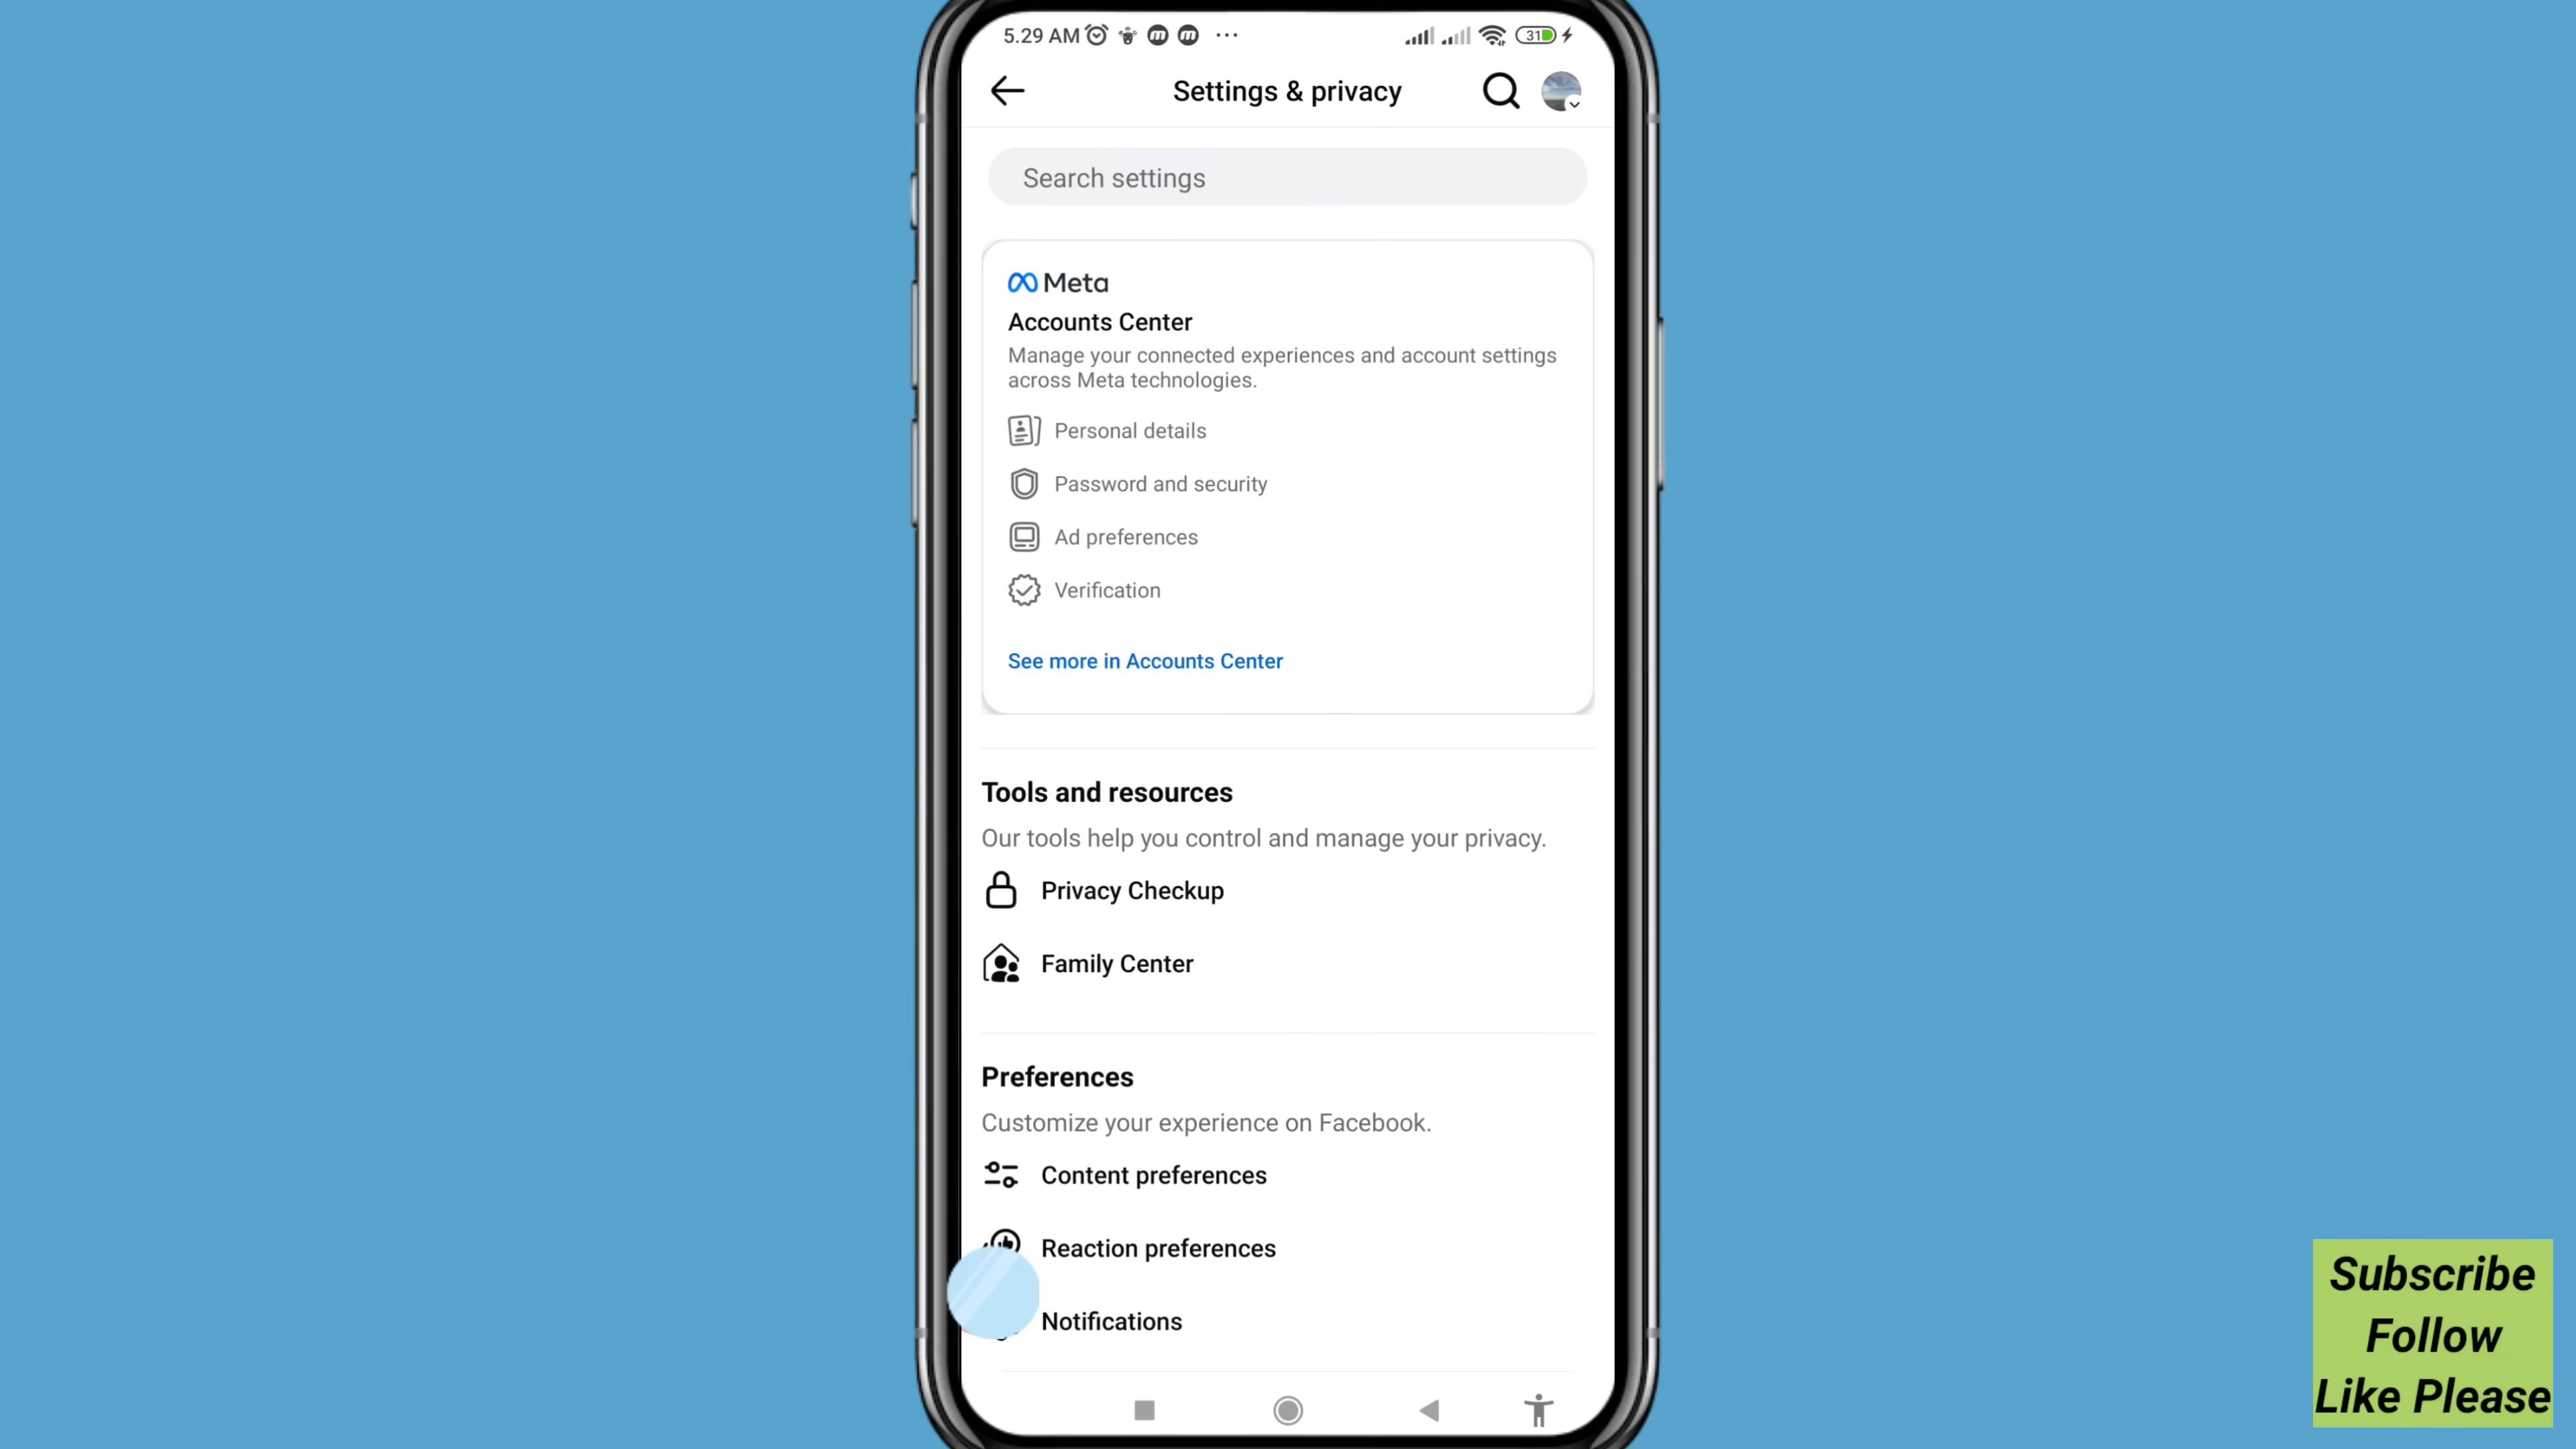 5.29 AM
31
Settings & privacy
Search settings
Meta
Accounts Center
Manage your connected experiences and account settings
across Meta technologies.
Personal details
Password and security
Ad preferences
Verification
See more in Accounts Center
Tools and resources
Our tools help you control and manage your privacy.
Privacy Checkup
Family Center
Preferences
Customize your experience on Facebook.
Content preferences
Reaction preferences
Notifications
Subscribe
Follow
Like Please